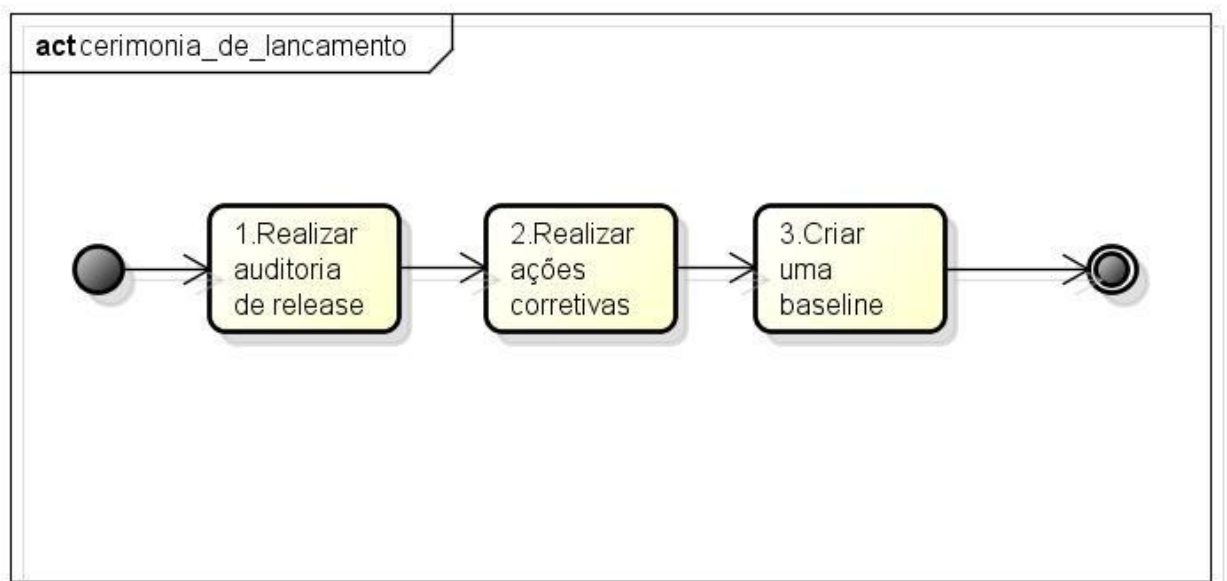 act cerimonia_de_lancamento
1.Realizar
auditoria
de release
2.Realizar
ações
corretivas
3.Criar
uma
baseline